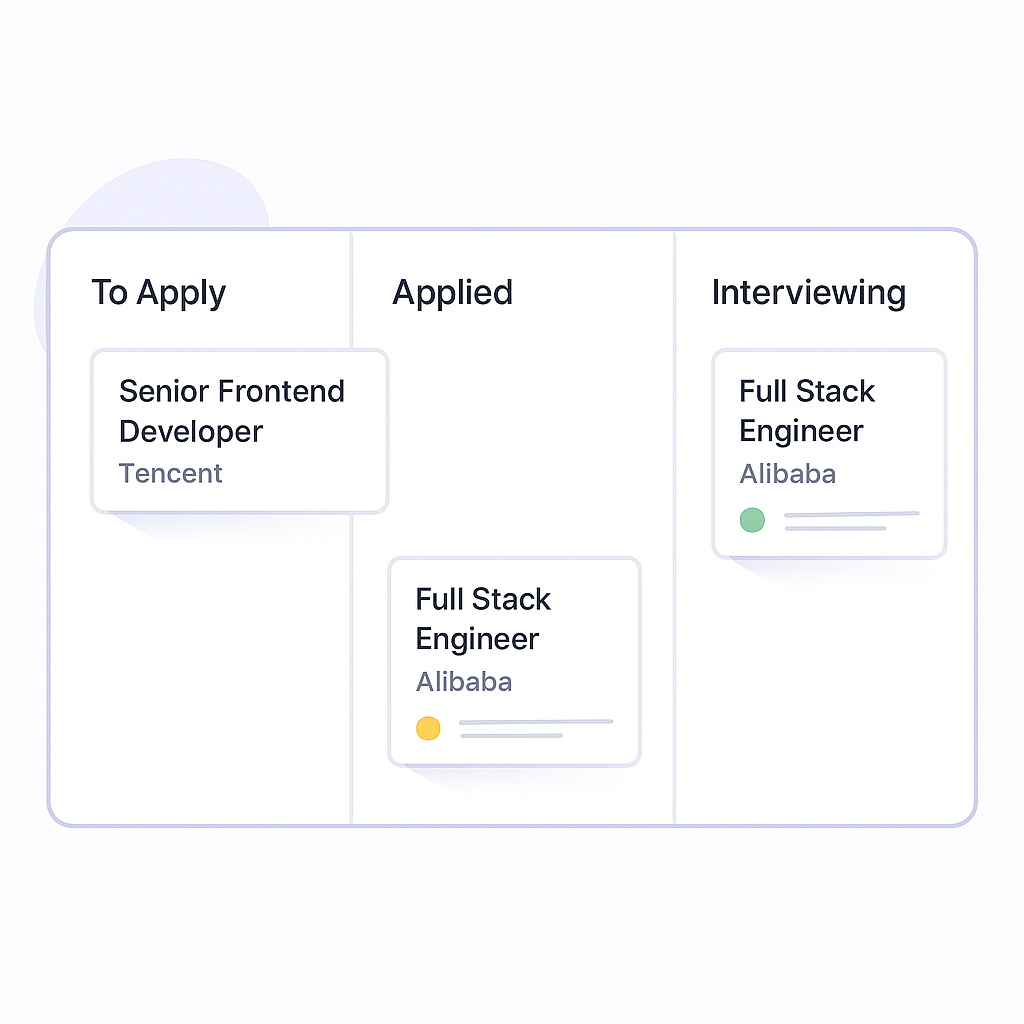 To Apply
Senior Frontend
Developer
Tencent
Applied
Full Stack
Engineer
Alibaba
Interviewing
Full Stack
Engineer
Alibaba